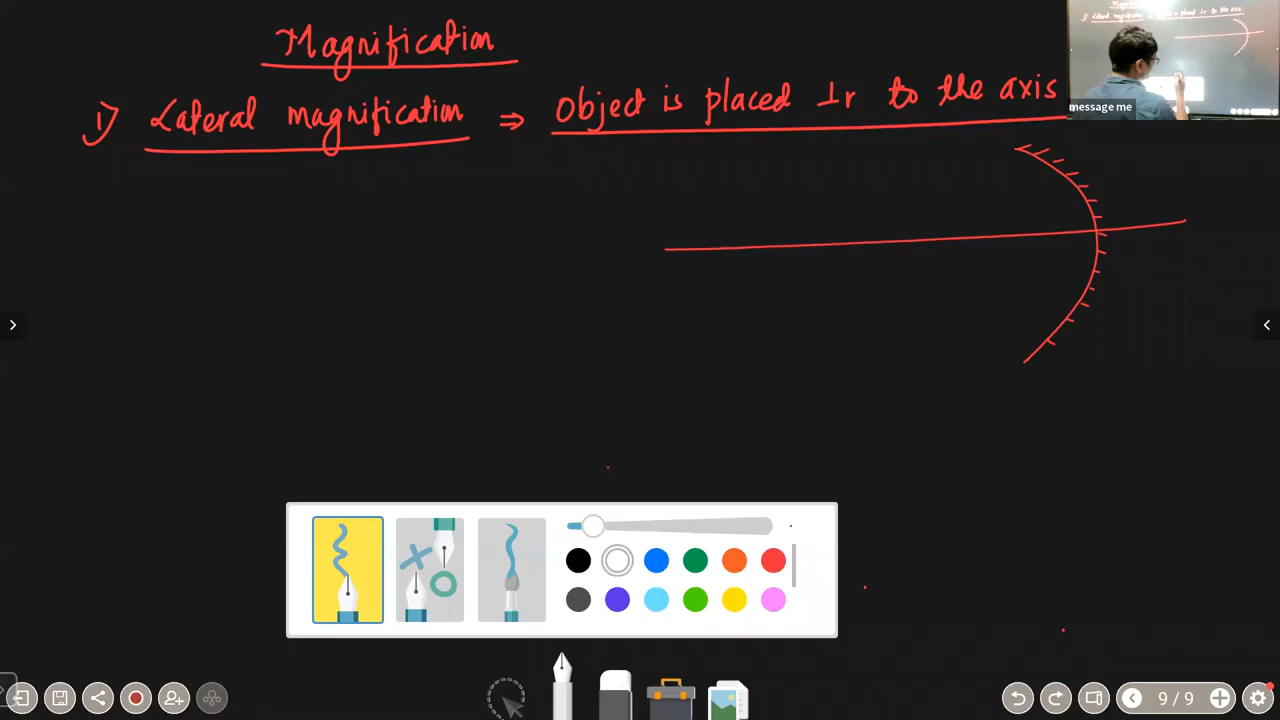 Magnification
1) Lateral magnification ⇒ Object is placed ⊥r to the axis
message me
9 / 9